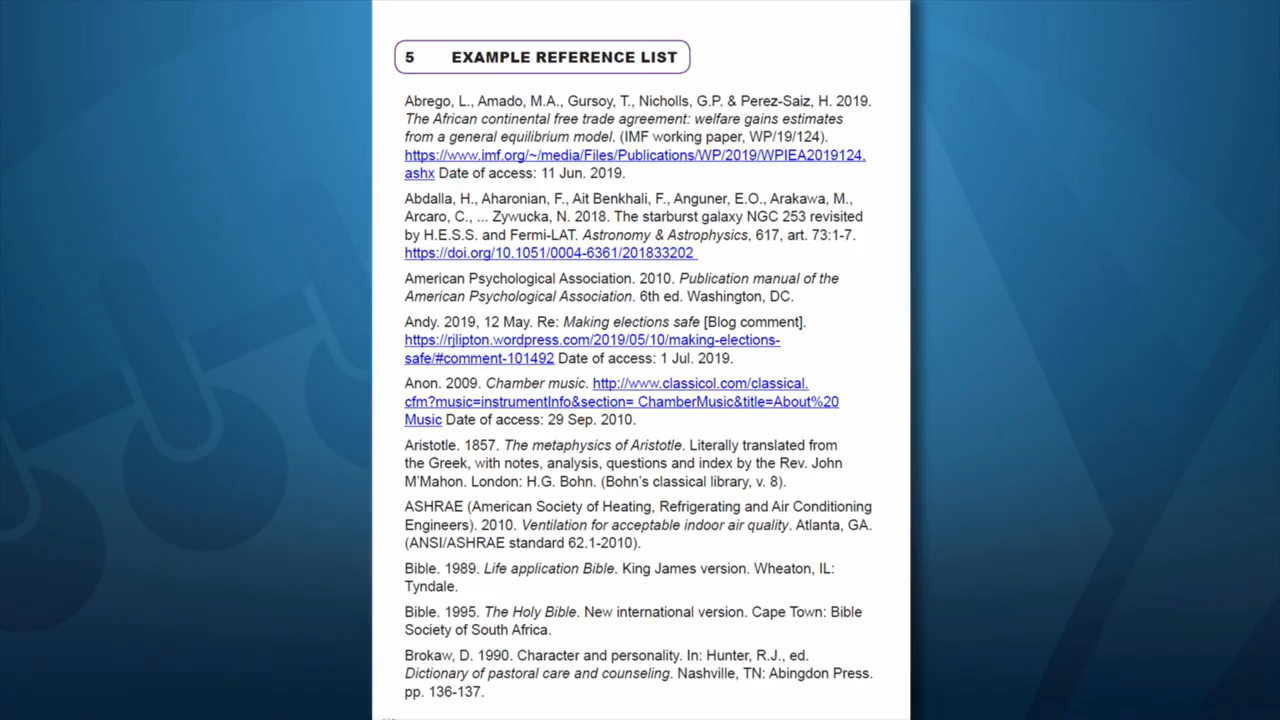 5 EXAMPLE REFERENCE LIST
Abrego, L., Amado, M.A., Gursoy, T., Nicholls, G.P. & Perez-Saiz, H. 2019.
The African continental free trade agreement: welfare gains estimates
from a general equilibrium model. (IMF working paper, WP/19/124).
https://www.imf.org/~/media/Files/Publications/WP/2019/WPIEA2019124.
ashx Date of access: 11 Jun. 2019.
Abdalla, H., Aharonian, F., Ait Benkhali, F., Anguner, E.O., Arakawa, M.,
Arcaro, C., ... Zywucka, N. 2018. The starburst galaxy NGC 253 revisited
by H.E.S.S. and Fermi-LAT. Astronomy & Astrophysics, 617, art. 73:1-7.
https://doi.org/10.1051/0004-6361/201833202
American Psychological Association. 2010. Publication manual of the
American Psychological Association. 6th ed. Washington, DC.
Andy. 2019, 12 May. Re: Making elections safe [Blog comment].
https://rjlipton.wordpress.com/2019/05/10/making-elections-
safe/#comment-101492 Date of access: 1 Jul. 2019.
Anon. 2009. Chamber music. http://www.classicol.com/classical.
cfm?music=instrumentInfo&section= ChamberMusic&title=About%20
Music Date of access: 29 Sep. 2010.
Aristotle. 1857. The metaphysics of Aristotle. Literally translated from
the Greek, with notes, analysis, questions and index by the Rev. John
M'Mahon. London: H.G. Bohn. (Bohn's classical library, v. 8).
ASHRAE (American Society of Heating, Refrigerating and Air Conditioning
Engineers). 2010. Ventilation for acceptable indoor air quality. Atlanta, GA.
(ANSI/ASHRAE standard 62.1-2010).
Bible. 1989. Life application Bible. King James version. Wheaton, IL:
Tyndale.
Bible. 1995. The Holy Bible. New international version. Cape Town: Bible
Society of South Africa.
Brokaw, D. 1990. Character and personality. In: Hunter, R.J., ed.
Dictionary of pastoral care and counseling. Nashville, TN: Abingdon Press.
pp. 136-137.